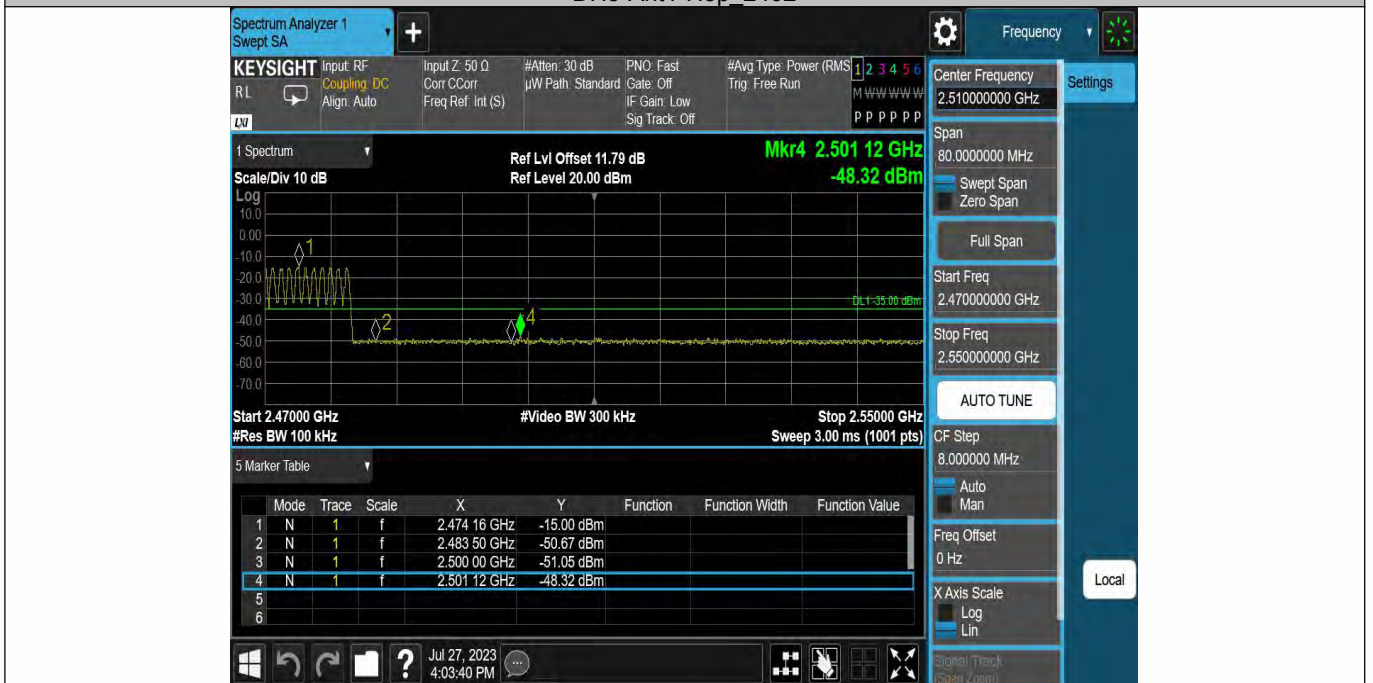 Spectrum Analyzer 1
Swept SA
+
Frequency
KEYSIGHT
RL
LXI
Input: RF
Coupling: DC
Align: Auto
Input Z: 50 Ω
Corr CCorr
Freq Ref: Int (S)
#Atten: 30 dB
µW Path: Standard
PNO: Fast
Gate: Off
IF Gain: Low
Sig Track: Off
#Avg Type: Power (RMS
Trig: Free Run
1 2 3 4 5 6
M W W W W W
P P P P P P
1 Spectrum
Scale/Div 10 dB
Ref Lvl Offset 11.79 dB
Ref Level 20.00 dBm
Mkr4 2.501 12 GHz
-48.32 dBm
Log
10.0
0.00
-10.0
-20.0
-30.0
-40.0
-50.0
-60.0
-70.0
1
2
4
DL1 -35.00 dBm
Start 2.47000 GHz
#Res BW 100 kHz
#Video BW 300 kHz
Stop 2.55000 GHz
Sweep 3.00 ms (1001 pts)
5 Marker Table
Mode Trace Scale X Y Function Function Width Function Value
1 N 1 f 2.474 16 GHz -15.00 dBm
2 N 1 f 2.483 50 GHz -50.67 dBm
3 N 1 f 2.500 00 GHz -51.05 dBm
4 N 1 f 2.501 12 GHz -48.32 dBm
5
6
Center Frequency
2.510000000 GHz
Settings
Span
80.0000000 MHz
Swept Span
Zero Span
Full Span
Start Freq
2.470000000 GHz
Stop Freq
2.550000000 GHz
AUTO TUNE
CF Step
8.000000 MHz
Auto
Man
Freq Offset
0 Hz
X Axis Scale
Log
Lin
Signal Track
(Span Zoom)
Local
?
Jul 27, 2023
4:03:40 PM